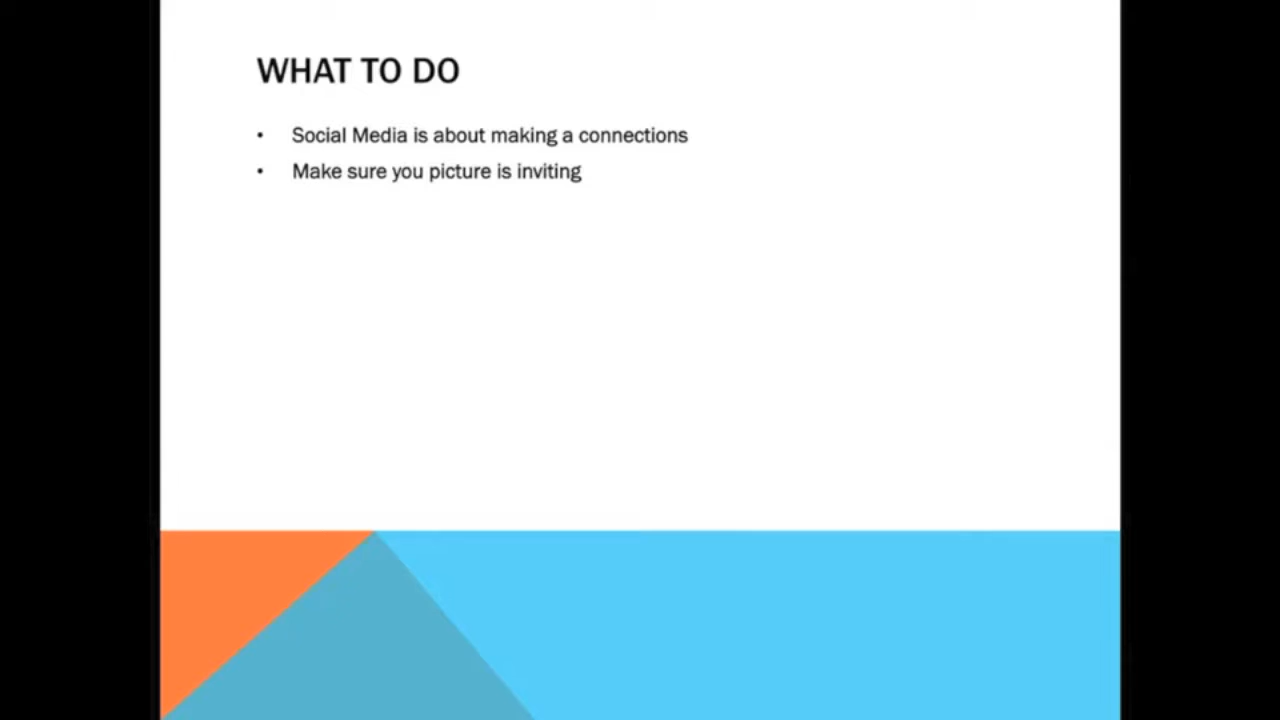 WHAT TO DO
• Social Media is about making a connections
• Make sure you picture is inviting